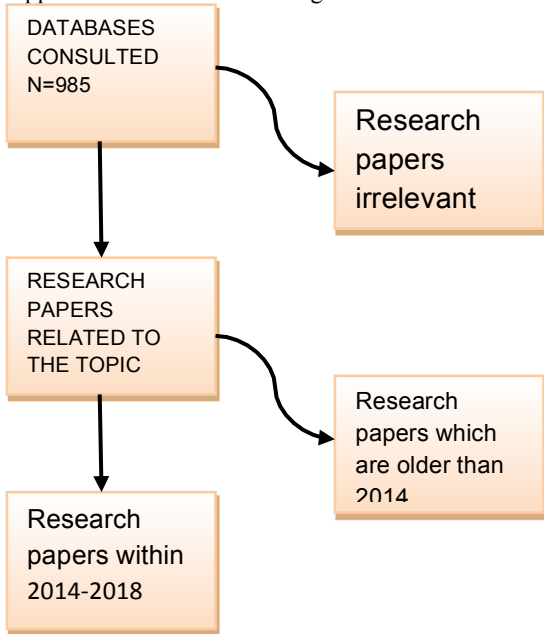 DATABASES
CONSULTED
N=985
Research
papers
irrelevant
RESEARCH
PAPERS
RELATED TO
THE TOPIC
Research
papers which
are older than
2014
Research
papers within
2014-2018